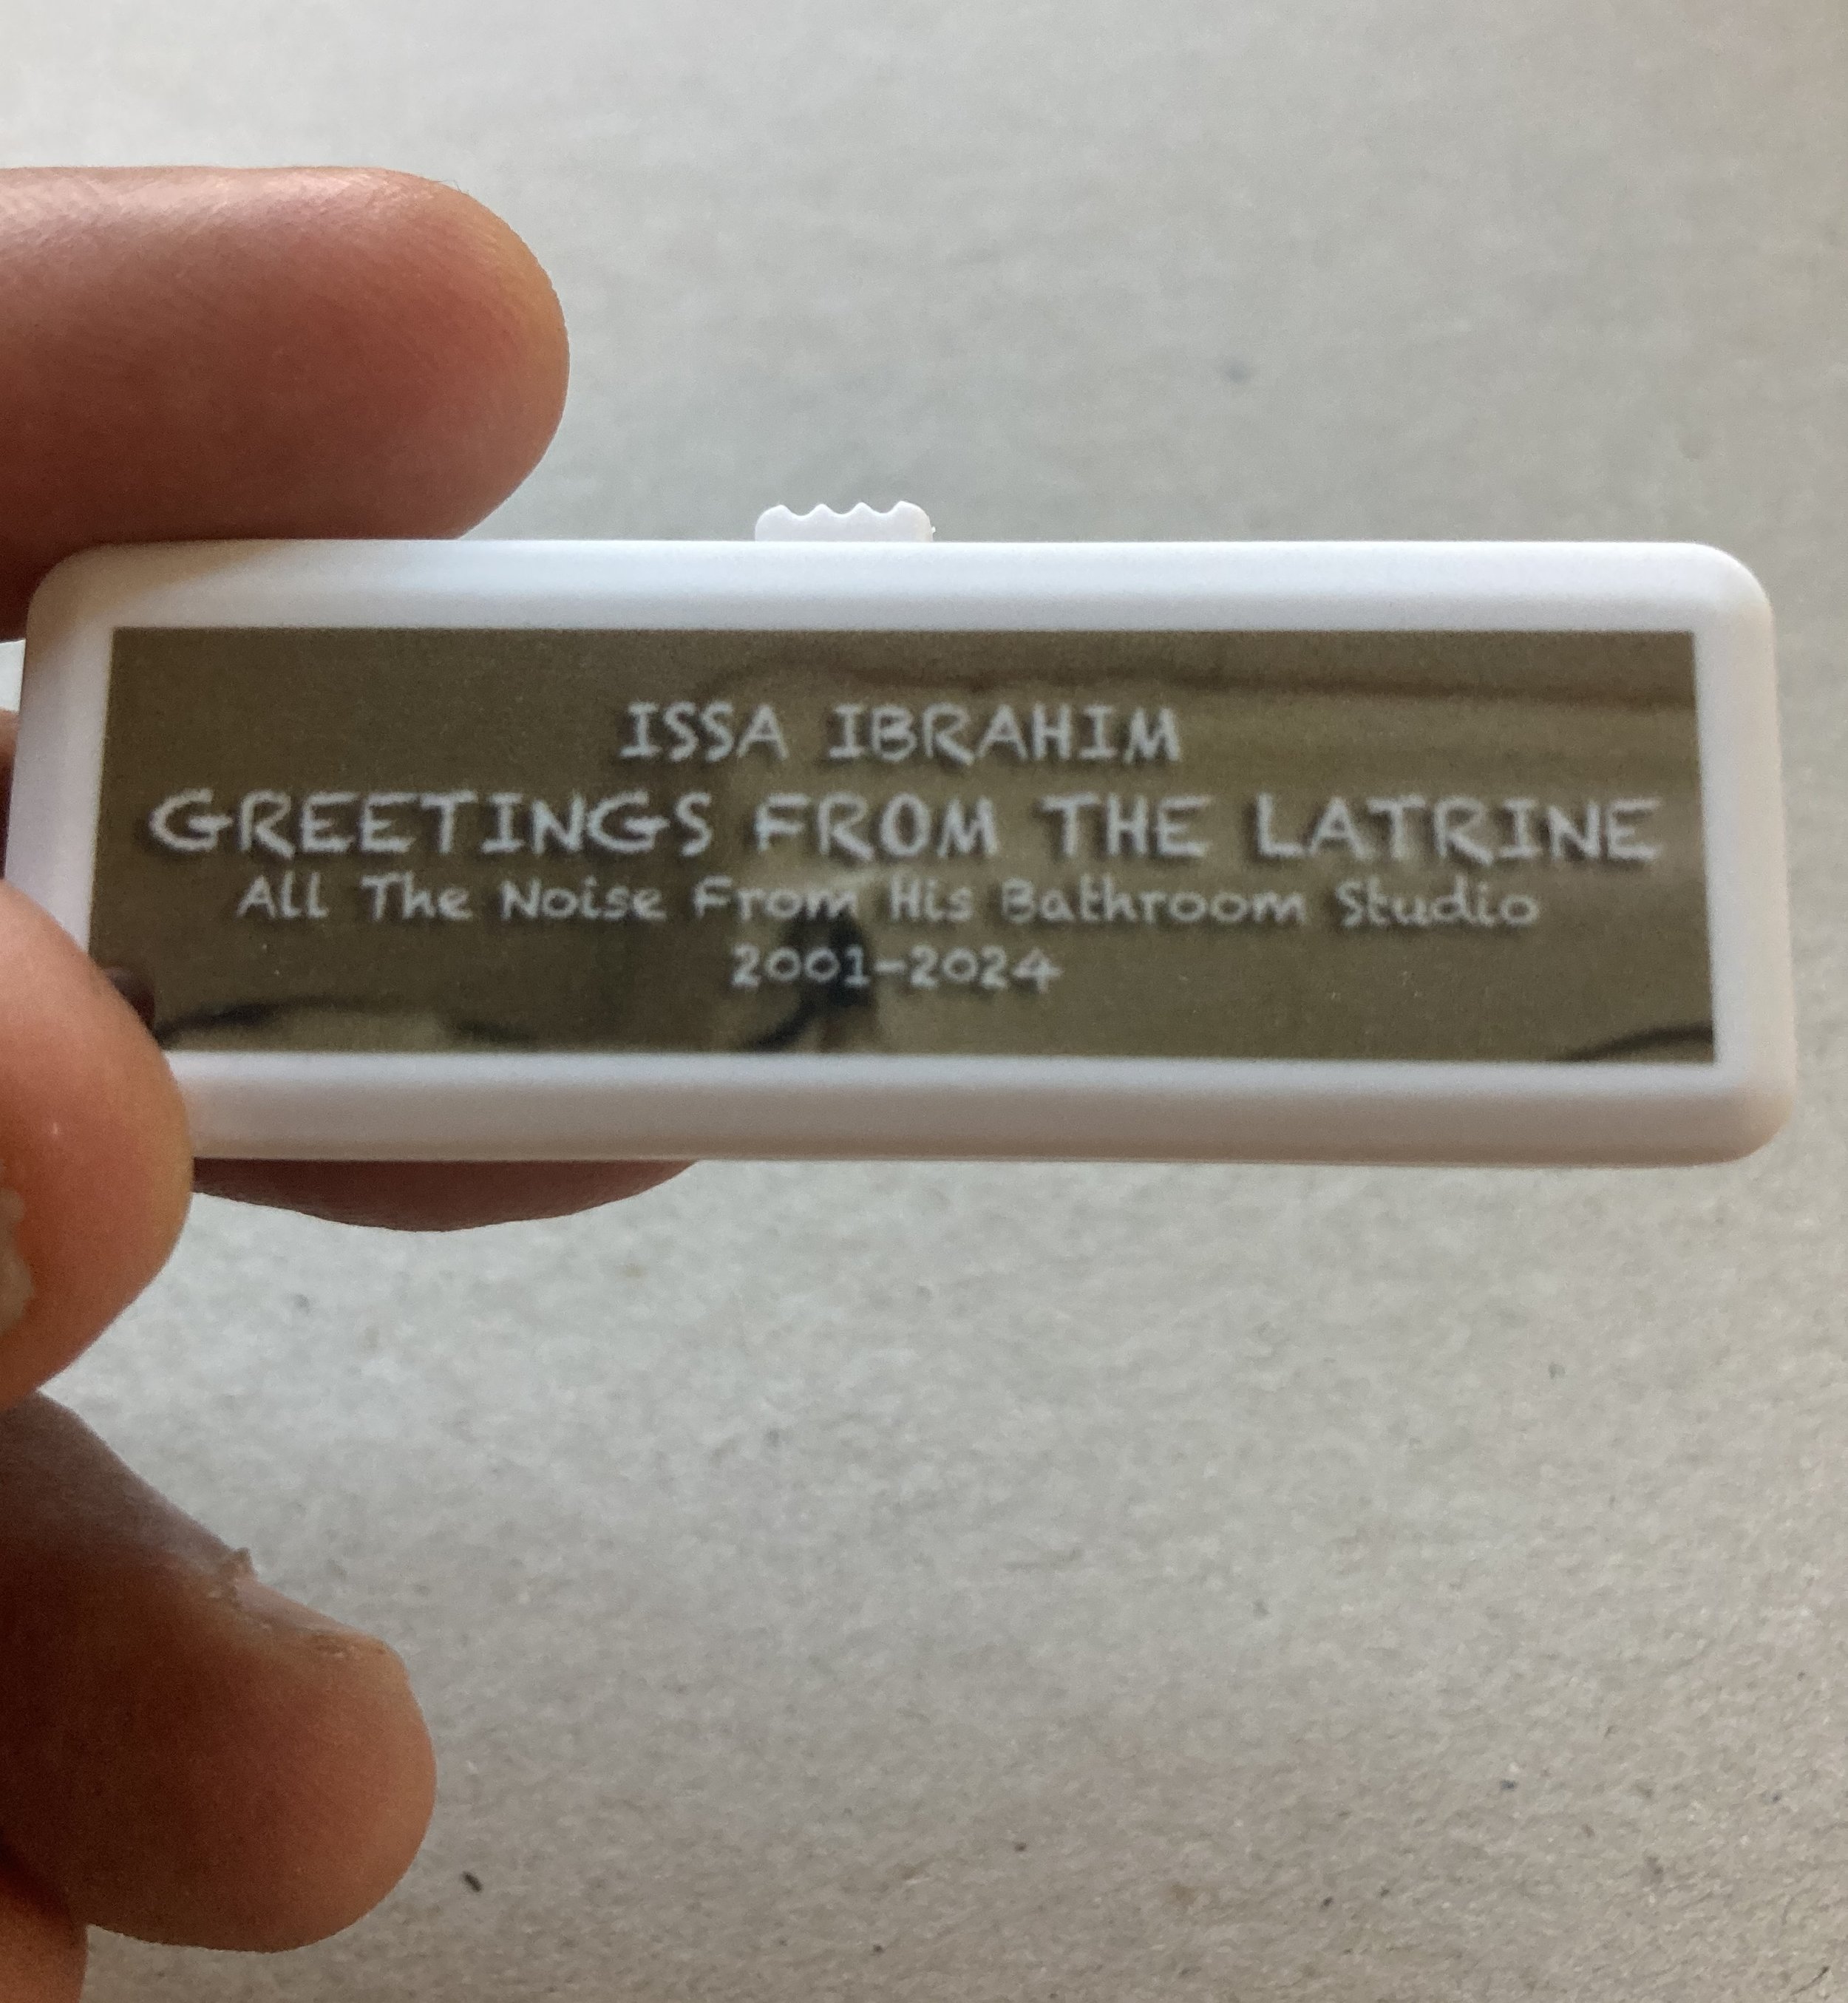 ISSA IBRAHIM
GREETINGS FROM THE LATRINE
All The Noise From His Bathroom Studio
2001-2024